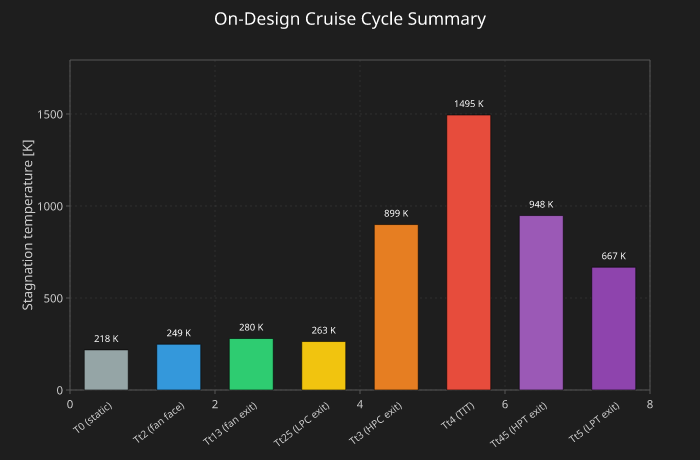 On-Design Cruise Cycle Summary
Stagnation temperature [K]
1500
1000
500
0
218 K
249 K
280 K
263 K
899 K
1495 K
948 K
667 K
0
2
4
6
8
T0 (static)
Tt2 (fan face)
Tt13 (fan exit)
Tt25 (LPC exit)
Tt3 (HPC exit)
Tt4 (TIT)
Tt45 (HPT exit)
Tt5 (LPT exit)